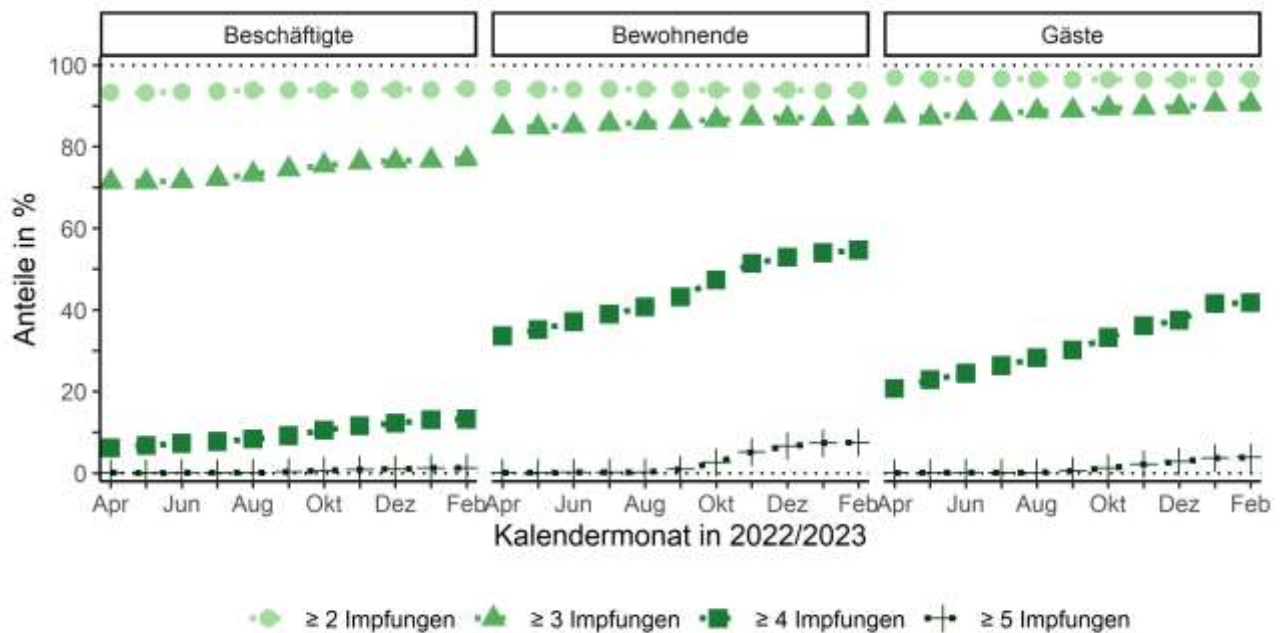 Beschäftigte Bewohnende Gäste
100
80
60
40
20
0
Anteile in %
Apr Jun Aug Okt Dez Feb Apr Jun Aug Okt Dez Feb Apr Jun Aug Okt Dez Feb
Kalendermonat in 2022/2023
≥ 2 Impfungen ≥ 3 Impfungen ≥ 4 Impfungen ≥ 5 Impfungen